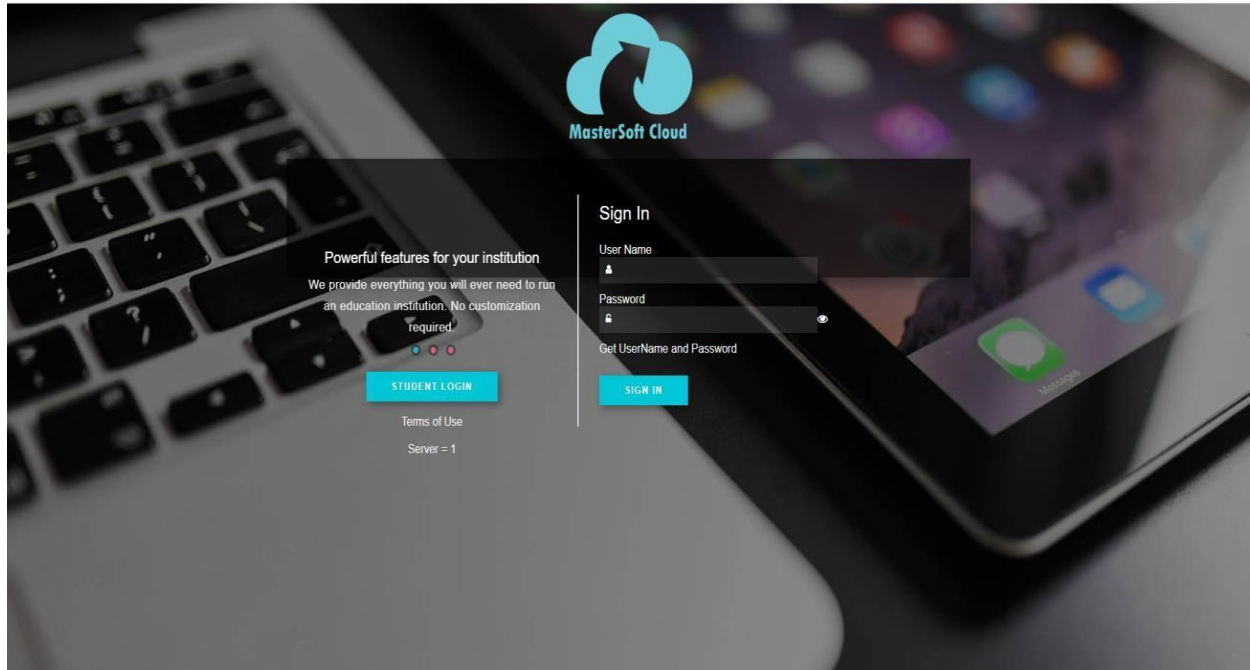 MasterSoft Cloud
Powerful features for your institution
We provide everything you will ever need to run
an education institution. No customization
required.
STUDENT LOGIN
Terms of Use
Server = 1
Sign In
User Name
Password
Get UserName and Password
SIGN IN
Messages